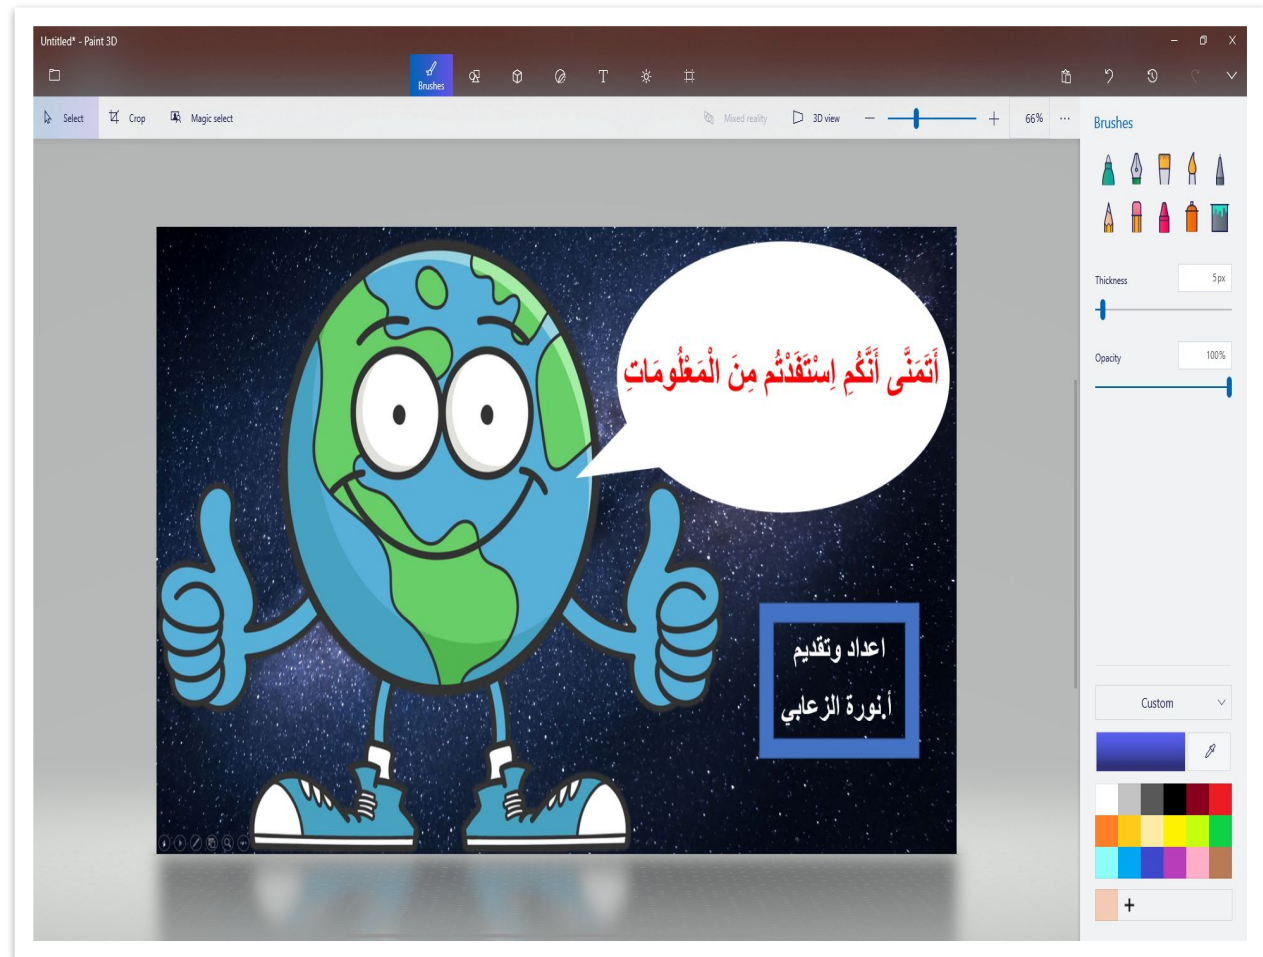 Untitled* - Paint 3D
Brushes
Select Crop Magic select Mixed reality 3D view 66% ...
Brushes
Thickness 5px
Opacity 100%
أَتَمَنَّى أَنَّكُمِ اِسْتَفَدْتُم مِنَ الْمَعْلُومَاتِ
اعداد وتقديم
أ.نورة الزعابي
Custom